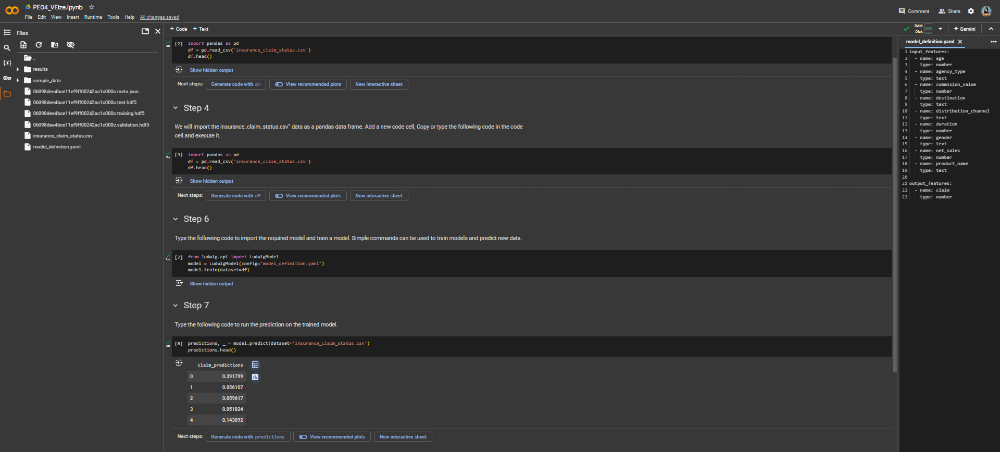 PE04_VElze.ipynb
File Edit View Insert Runtime Tools Help All changes saved
Comment Share
Files
+ Code + Text
RAM
Disk
Gemini
..
results
sample_data
06098dee4bce11ef9ff00242ac1c000c.meta.json
06098dee4bce11ef9ff00242ac1c000c.test.hdf5
06098dee4bce11ef9ff00242ac1c000c.training.hdf5
06098dee4bce11ef9ff00242ac1c000c.validation.hdf5
insurance_claim_status.csv
model_definition.yaml
{x}
0s
[2] import pandas as pd
df = pd.read_csv('insurance_claim_status.csv')
df.head()
Show hidden output
Next steps: Generate code with df View recommended plots New interactive sheet
Step 4
We will import the insurance_claim_status.csv" data as a pandas data frame. Add a new code cell, Copy or type the following code in the code
cell and execute it.
0s
[3] import pandas as pd
df = pd.read_csv('insurance_claim_status.csv')
df.head()
Show hidden output
Next steps: Generate code with df View recommended plots New interactive sheet
Step 6
Type the following code to import the required model and train a model. Simple commands can be used to train models and predict new data.
1m
[7] from ludwig.api import LudwigModel
model = LudwigModel(config="model_definition.yaml")
model.train(dataset=df)
Show hidden output
Step 7
Type the following code to run the prediction on the trained model.
0s
[8] predictions, _ = model.predict(dataset='insurance_claim_status.csv')
predictions.head()
claim_predictions
0 0.391799
1 0.056107
2 0.059617
3 0.051824
4 0.143092
Next steps: Generate code with predictions View recommended plots New interactive sheet
model_definition.yaml
1 input_features:
2 - name: age
3 type: number
4 - name: agency_type
5 type: text
6 - name: commision_value
7 type: number
8 - name: destination
9 type: text
10 - name: distribution_channel
11 type: text
12 - name: duration
13 type: number
14 - name: gender
15 type: text
16 - name: net_sales
17 type: number
18 - name: product_name
19 type: text
20
21 output_features:
22 - name: claim
23 type: number